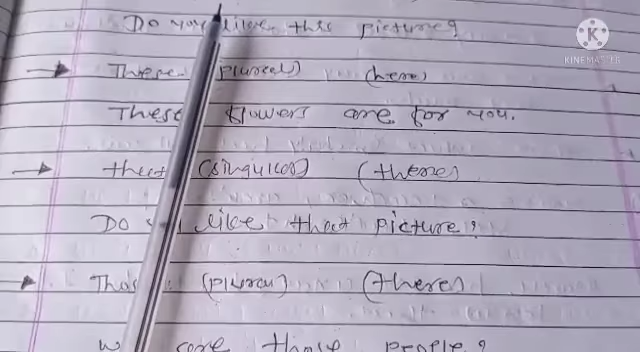 Do you like this picture?
KINEMASTER
These (plural) (here)
These flowers are for you.
that (singular) (there)
Do like that picture?
(plural) (there)
are those people?